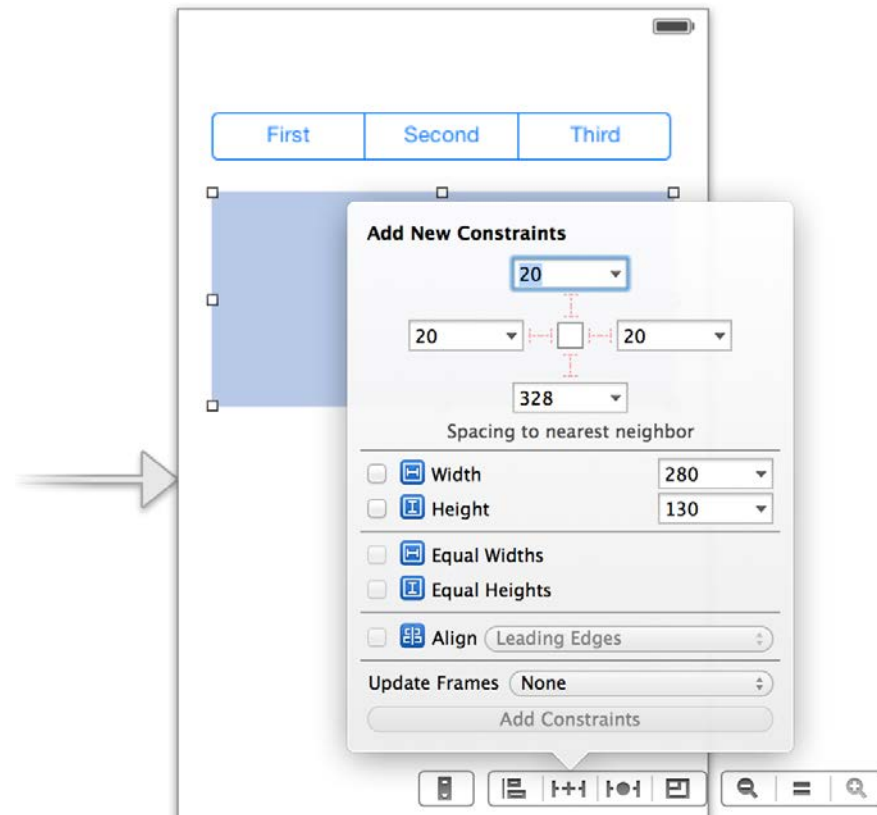 First Second Third
Add New Constraints
20
20 20
328
Spacing to nearest neighbor
Width 280
Height 130
Equal Widths
Equal Heights
Align Leading Edges
Update Frames None
Add Constraints